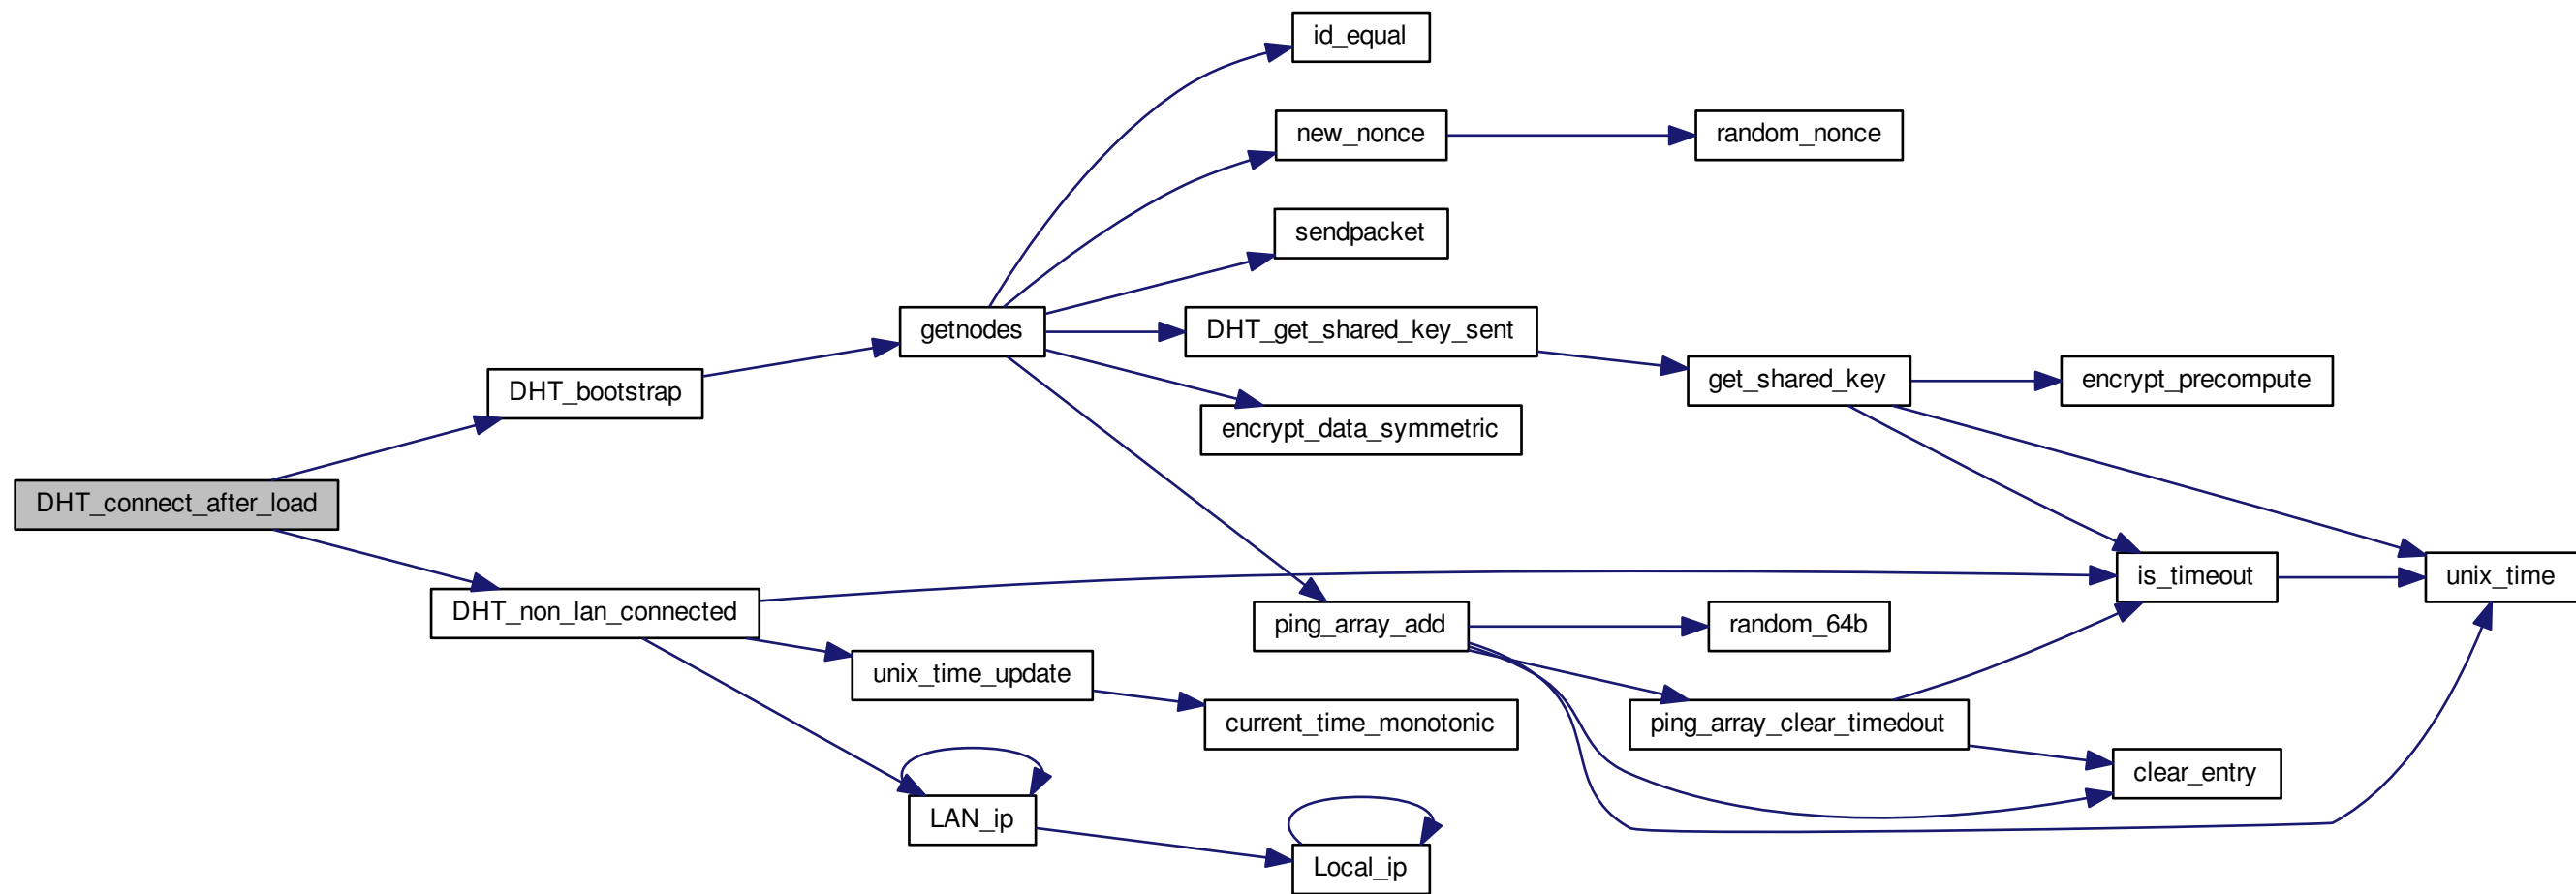 id_equal
new_nonce
random_nonce
sendpacket
getnodes
DHT_get_shared_key_sent
DHT_bootstrap
get_shared_key
encrypt_precompute
encrypt_data_symmetric
DHT_connect_after_load
is_timeout
unix_time
DHT_non_lan_connected
ping_array_add
random_64b
unix_time_update
current_time_monotonic
ping_array_clear_timedout
clear_entry
LAN_ip
Local_ip